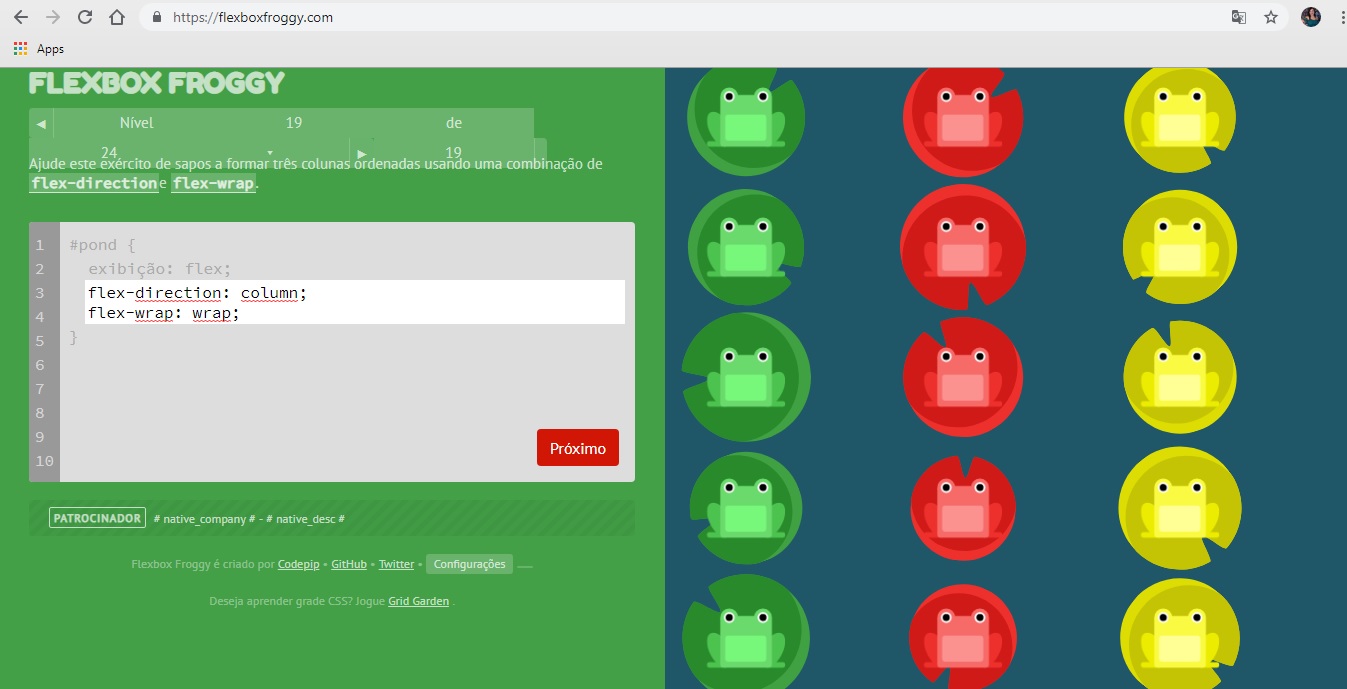 https://flexboxfroggy.com
Apps
FLEXBOX FROGGY
◀ Nível 19 de
24 ▾ ▶ 19
Ajude este exército de sapos a formar três colunas ordenadas usando uma combinação de
flex-direction e flex-wrap.
1 #pond {
2 exibição: flex;
3 flex-direction: column;
4 flex-wrap: wrap;
5 }
6
7
8
9
10
Próximo
PATROCINADOR # native_company # - # native_desc #
Flexbox Froggy é criado por Codepip • GitHub • Twitter • Configurações
Deseja aprender grade CSS? Jogue Grid Garden .